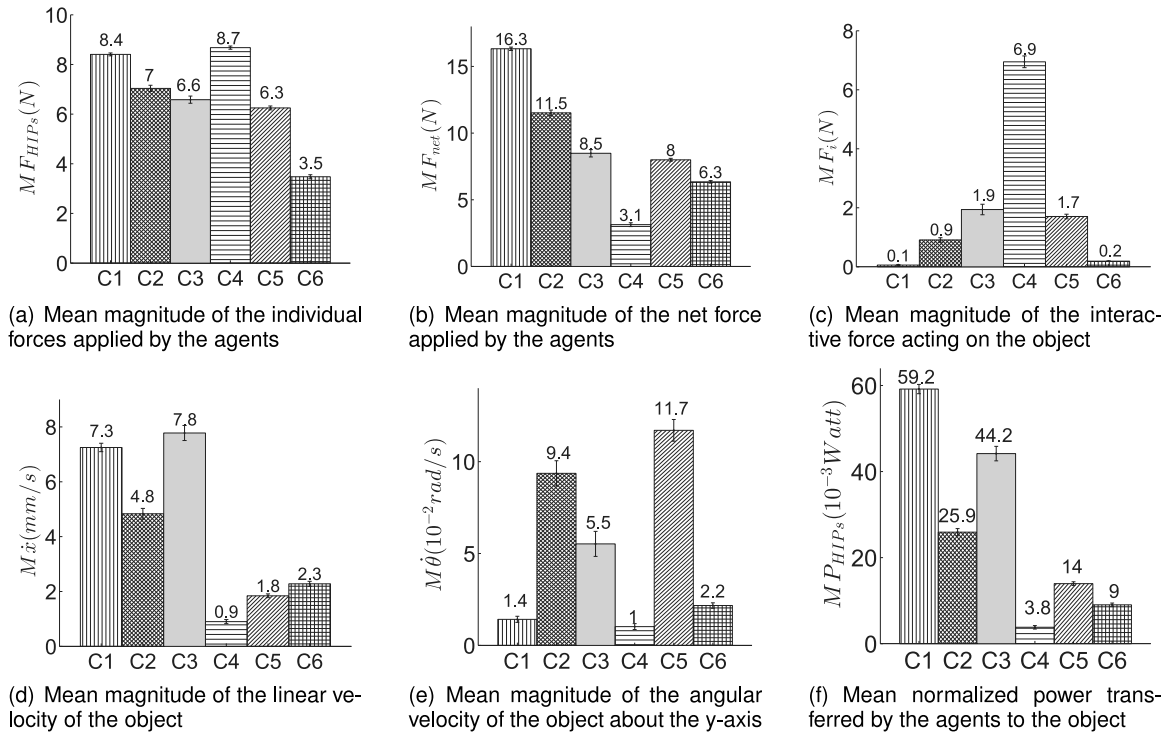 10
8.4
8.7
8
7
6.6
6.3
6
4
3.5
2
0
MF_{HIPs}(N)
C1 C2 C3 C4 C5 C6
(a) Mean magnitude of the individual
forces applied by the agents
16.3
15
11.5
10
8.5
8
6.3
5
3.1
0
MF_{net}(N)
C1 C2 C3 C4 C5 C6
(b) Mean magnitude of the net force
applied by the agents
8
6.9
6
4
2
1.9
1.7
0.9
0.1
0.2
0
MF_{i}(N)
C1 C2 C3 C4 C5 C6
(c) Mean magnitude of the interac-
tive force acting on the object
8
7.3
7.8
6
4.8
4
2
0.9
1.8
2.3
0
Mẋ(mm/s)
C1 C2 C3 C4 C5 C6
(d) Mean magnitude of the linear ve-
locity of the object
11.7
10
9.4
5.5
5
1.4
1
2.2
0
Mθ̇(10^{-2}rad/s)
C1 C2 C3 C4 C5 C6
(e) Mean magnitude of the angular
velocity of the object about the y-axis
60
59.2
44.2
40
25.9
20
14
9
3.8
0
MP_{HIPs}(10^{-3}Watt)
C1 C2 C3 C4 C5 C6
(f) Mean normalized power trans-
ferred by the agents to the object